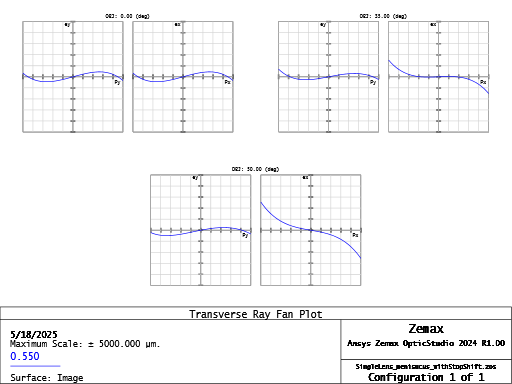 OBJ: 0.00 (deg)
ey
Py
ex
Px
OBJ: 35.00 (deg)
ey
Py
ex
Px
OBJ: 50.00 (deg)
ey
Py
ex
Px
Transverse Ray Fan Plot
5/18/2025
Maximum Scale: ± 5000.000 µm.
0.550
Surface: Image
Zemax
Ansys Zemax OpticStudio 2024 R1.00
SimpleLens_meniscus_withStopShift.zos
Configuration 1 of 1